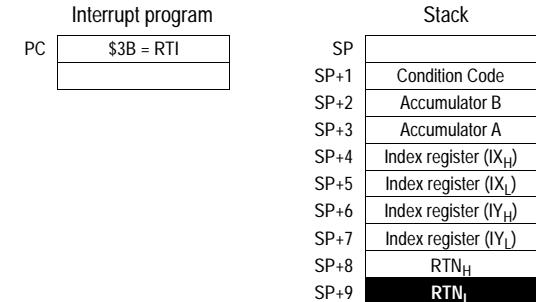 Interrupt program
PC $3B = RTI
Stack
SP
SP+1 Condition Code
SP+2 Accumulator B
SP+3 Accumulator A
SP+4 Index register (IXH)
SP+5 Index register (IXL)
SP+6 Index register (IYH)
SP+7 Index register (IYL)
SP+8 RTNH
SP+9 RTNL